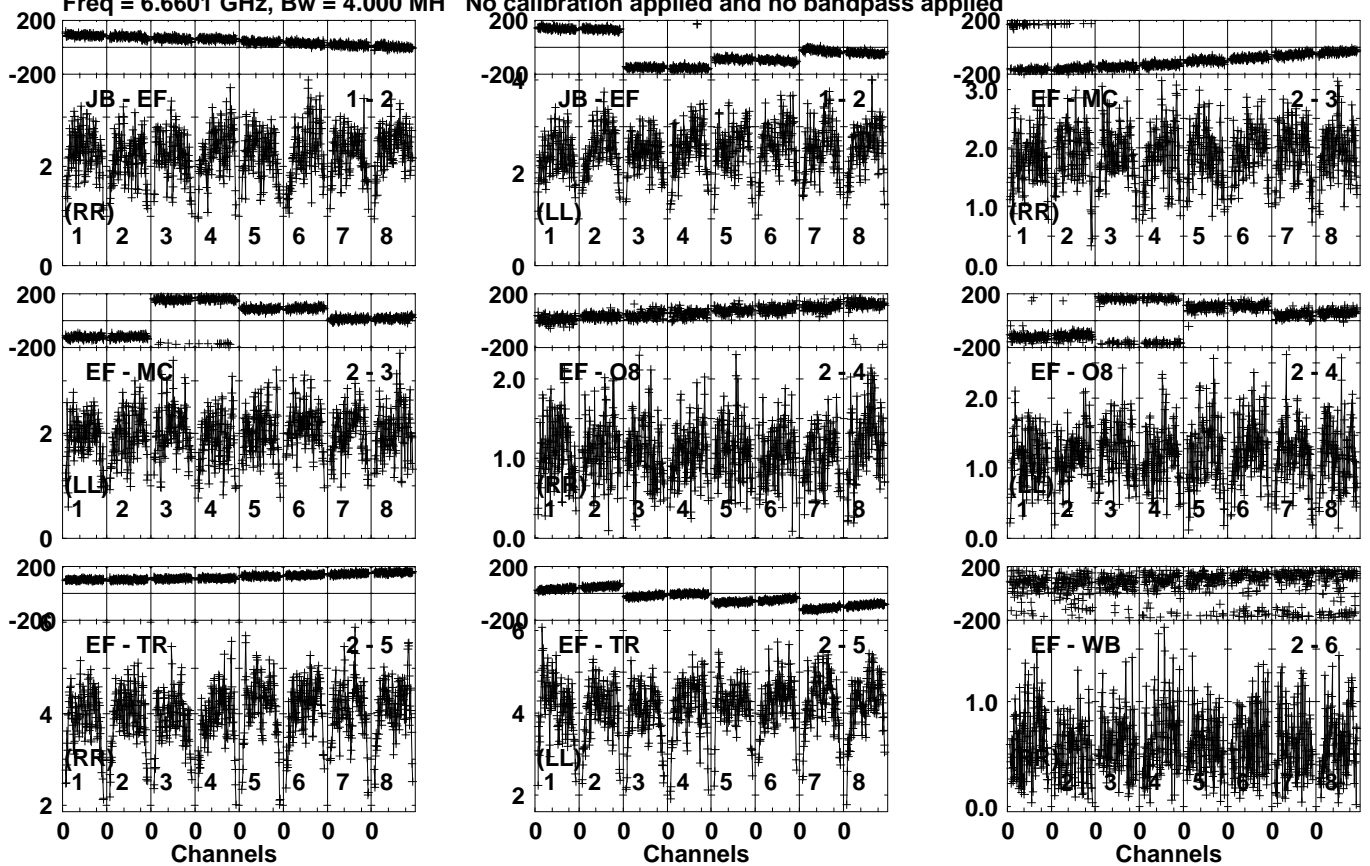 Freq = 6.6601 GHz, Bw = 4.000 MH No calibration applied and no bandpass applied
200 200 200
-200 -200 -200
4 3.0
JB - EF 1 - 2 JB - EF 1 - 2 EF - MC 2 - 3
2 2 2.0
(RR) (LL) 1.0 (RR)
1 2 3 4 5 6 7 8 1 2 3 4 5 6 7 8 1 2 3 4 5 6 7 8
0 0 0.0
200 200 200
-200 -200 -200
EF - MC 2 - 3 EF - O8 2 - 4 EF - O8 2 - 4
2.0 2.0
2 1.0 1.0
(LL) (RR) (LL)
1 2 3 4 5 6 7 8 1 2 3 4 5 6 7 8 1 2 3 4 5 6 7 8
0 0.0 0.0
200 200 200
-200 -200 -200
6 6
EF - TR 2 - 5 EF - TR 2 - 5 EF - WB 2 - 6
4 4 1.0
(RR) (LL)
1 2 3 4 5 6 7 8 1 2 3 4 5 6 7 8 2 3 4 5 6 7 8
2 2 0.0
0 0 0 0 0 0 0 0 0 0 0 0 0 0 0 0 0 0 0 0 0 0 0 0
Channels Channels Channels